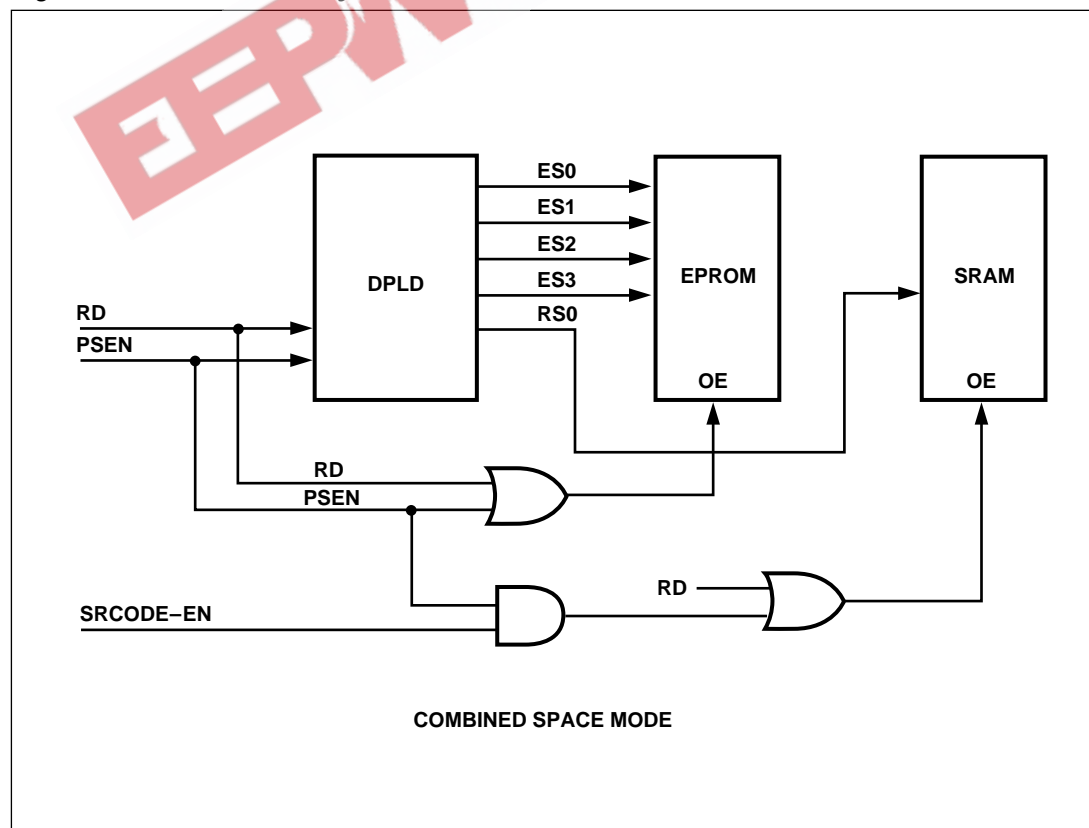 EEPW
ES0
ES1
ES2
ES3
RS0
DPLD
EPROM
SRAM
RD
PSEN
OE
OE
RD
PSEN
RD
SRCODE–EN
COMBINED SPACE MODE